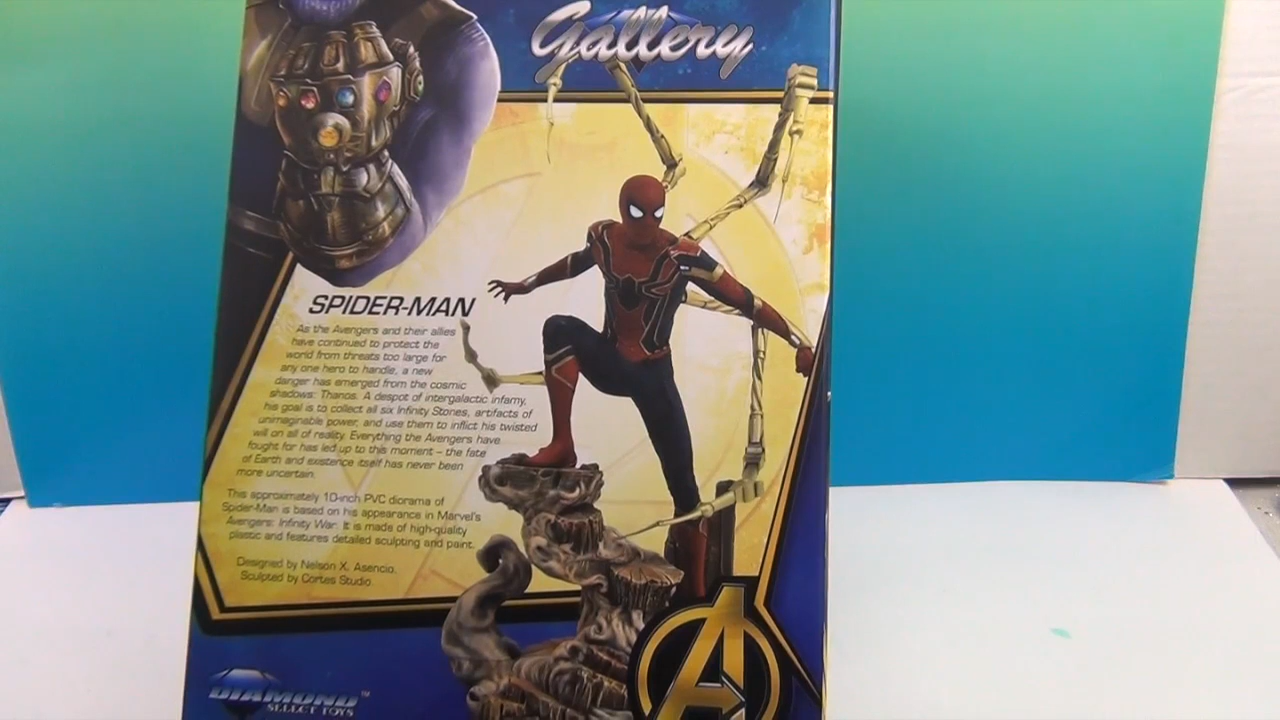 Gallery
SPIDER-MAN
As the Avengers and their allies
have continued to protect the
world from threats too large for
any one hero to handle, a new
danger has emerged from the cosmic
shadows: Thanos. A despot of intergalactic infamy,
his goal is to collect all six Infinity Stones, artifacts of
unimaginable power, and use them to inflict his twisted
will on all of reality. Everything the Avengers have
fought for has led up to this moment – the fate
of Earth and existence itself has never been
more uncertain.
This approximately 10-inch PVC diorama of
Spider-Man is based on his appearance in Marvel's
Avengers: Infinity War. It is made of high-quality
plastic and features detailed sculpting and paint.
Designed by Nelson X. Asencio.
Sculpted by Cortes Studio.
DIAMOND™
SELECT TOYS
A